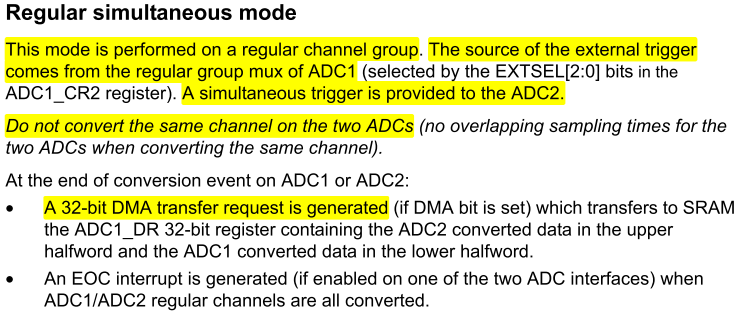 Regular simultaneous mode
This mode is performed on a regular channel group. The source of the external trigger
comes from the regular group mux of ADC1 (selected by the EXTSEL[2:0] bits in the
ADC1_CR2 register). A simultaneous trigger is provided to the ADC2.
Do not convert the same channel on the two ADCs (no overlapping sampling times for the
two ADCs when converting the same channel).
At the end of conversion event on ADC1 or ADC2:
• A 32-bit DMA transfer request is generated (if DMA bit is set) which transfers to SRAM
the ADC1_DR 32-bit register containing the ADC2 converted data in the upper
halfword and the ADC1 converted data in the lower halfword.
• An EOC interrupt is generated (if enabled on one of the two ADC interfaces) when
ADC1/ADC2 regular channels are all converted.